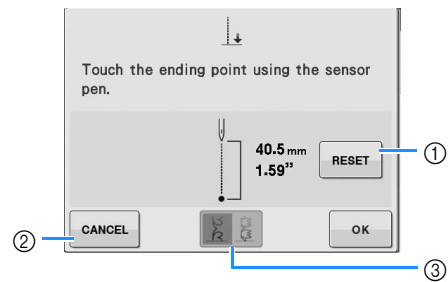 Touch the ending point using the sensor
pen.
40.5 mm
1.59”
RESET
①
CANCEL
OK
②
③